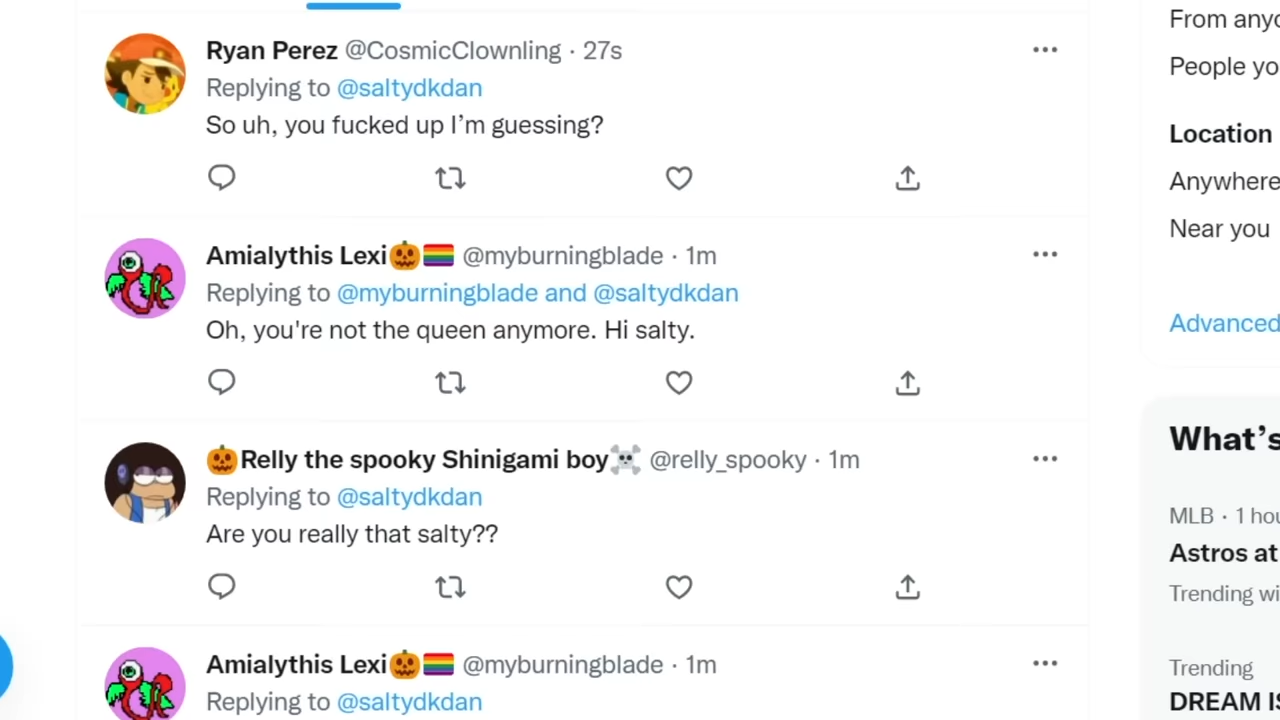 Ryan Perez @CosmicClownling · 27s
Replying to @saltydkdan
So uh, you fucked up I’m guessing?
Amialythis Lexi🎃🏳️‍🌈 @myburningblade · 1m
Replying to @myburningblade and @saltydkdan
Oh, you're not the queen anymore. Hi salty.
🎃Relly the spooky Shinigami boy☠️ @relly_spooky · 1m
Replying to @saltydkdan
Are you really that salty??
Amialythis Lexi🎃🏳️‍🌈 @myburningblade · 1m
Replying to @saltydkdan
From anyo
People yo
Location
Anywhere
Near you
Advanced
What’s
MLB · 1 hou
Astros at
Trending wi
Trending
DREAM IS